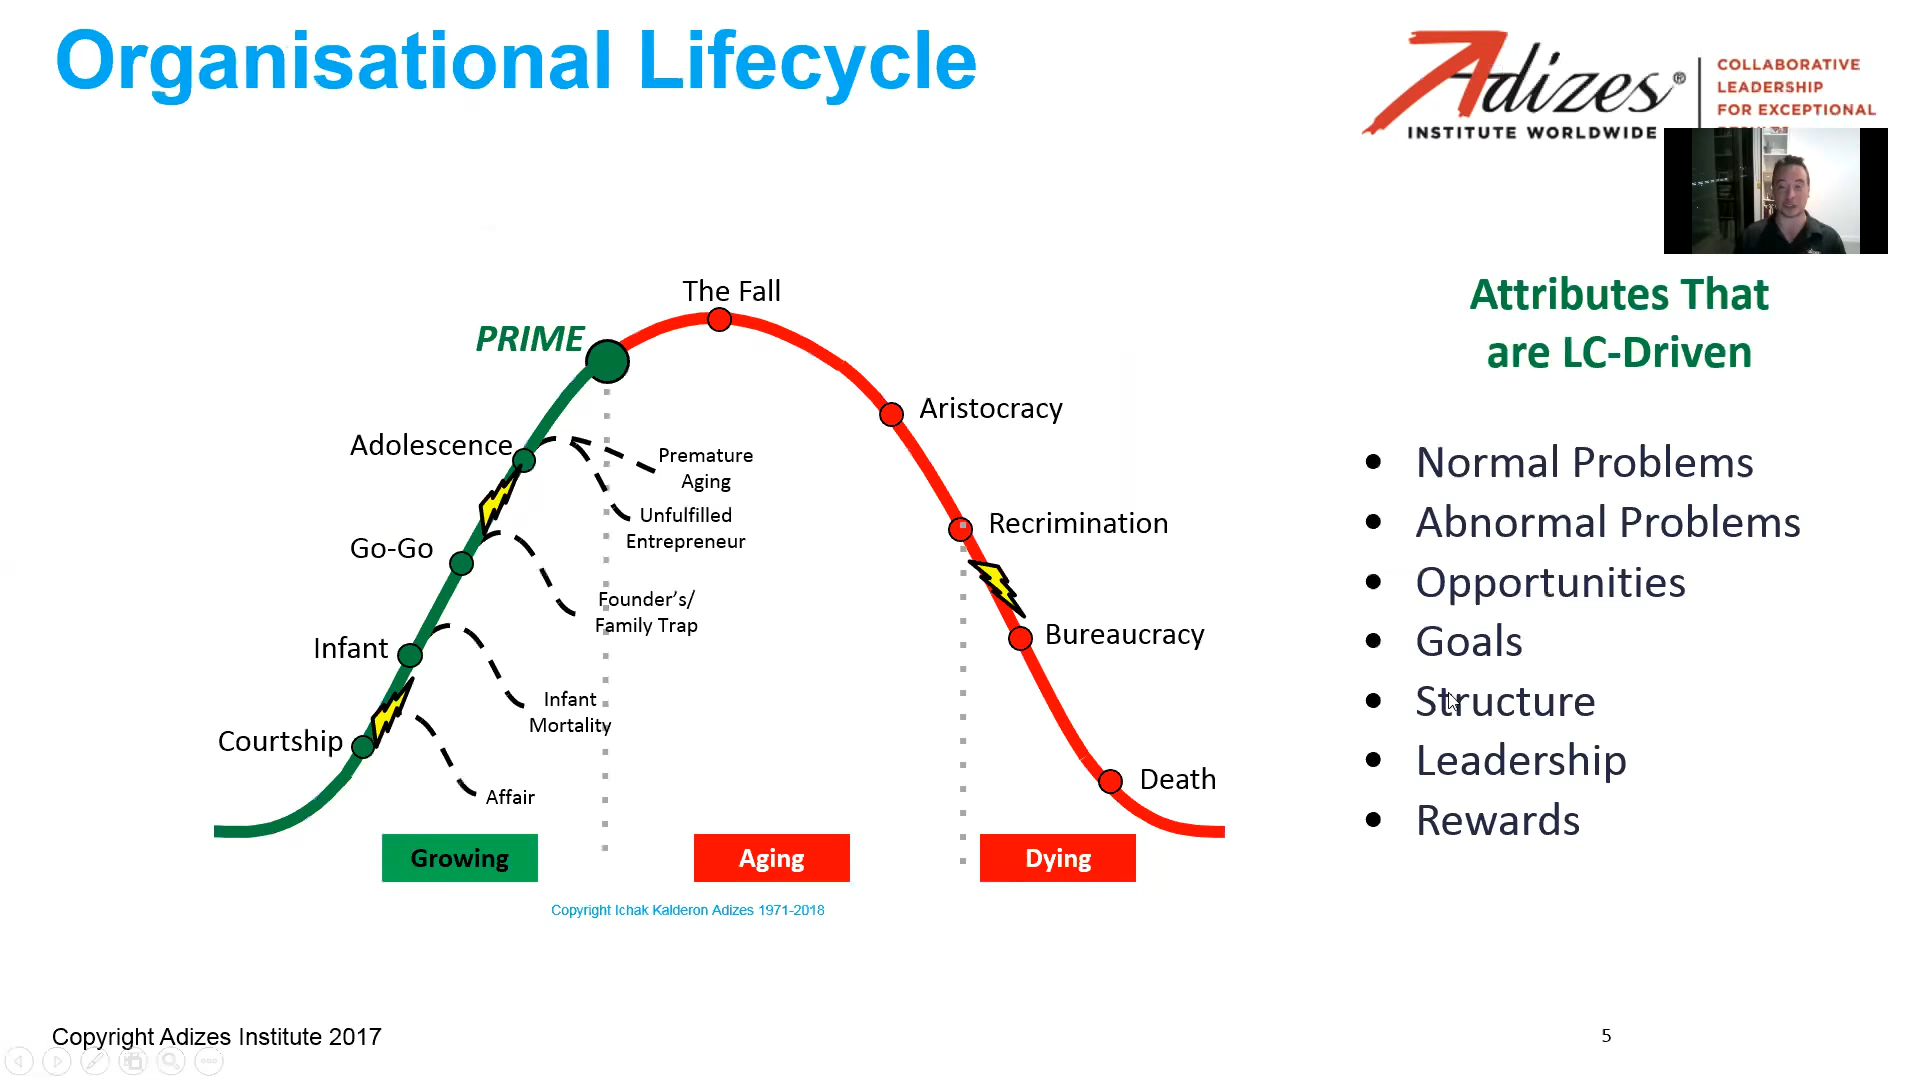 Organisational Lifecycle
Adizes®
INSTITUTE WORLDWIDE
COLLABORATIVE
LEADERSHIP
FOR EXCEPTIONAL
The Fall
PRIME
Adolescence
Premature
Aging
Unfulfilled
Entrepreneur
Go-Go
Founder's/
Family Trap
Infant
Infant
Mortality
Courtship
Affair
Aristocracy
Recrimination
Bureaucracy
Death
Growing
Aging
Dying
Copyright Ichak Kalderon Adizes 1971-2018
Attributes That
are LC-Driven
• Normal Problems
• Abnormal Problems
• Opportunities
• Goals
• Structure
• Leadership
• Rewards
Copyright Adizes Institute 2017
5